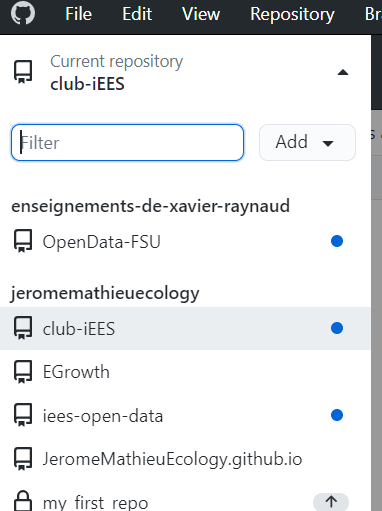 File Edit View Repository Br
Current repository
club-iEES
Filter
Add
enseignements-de-xavier-raynaud
OpenData-FSU
jeromemathieuecology
club-iEES
EGrowth
iees-open-data
JeromeMathieuEcology.github.io
my_first_repo